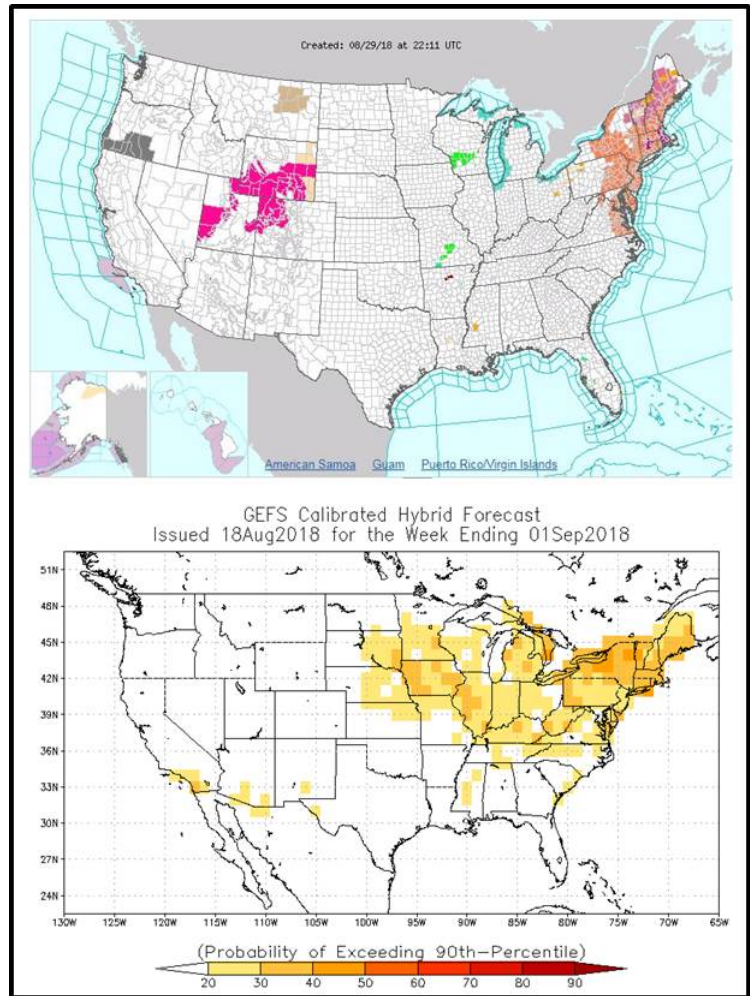 Created: 08/29/18 at 22:11 UTC
American Samoa Guam Puerto Rico/Virgin Islands
GEFS Calibrated Hybrid Forecast
Issued 18Aug2018 for the Week Ending 01Sep2018
51N
48N
45N
42N
39N
36N
33N
30N
27N
24N
130W 125W 120W 115W 110W 105W 100W 95W 90W 85W 80W 75W 70W 65W
(Probability of Exceeding 90th-Percentile)
20 30 40 50 60 70 80 90